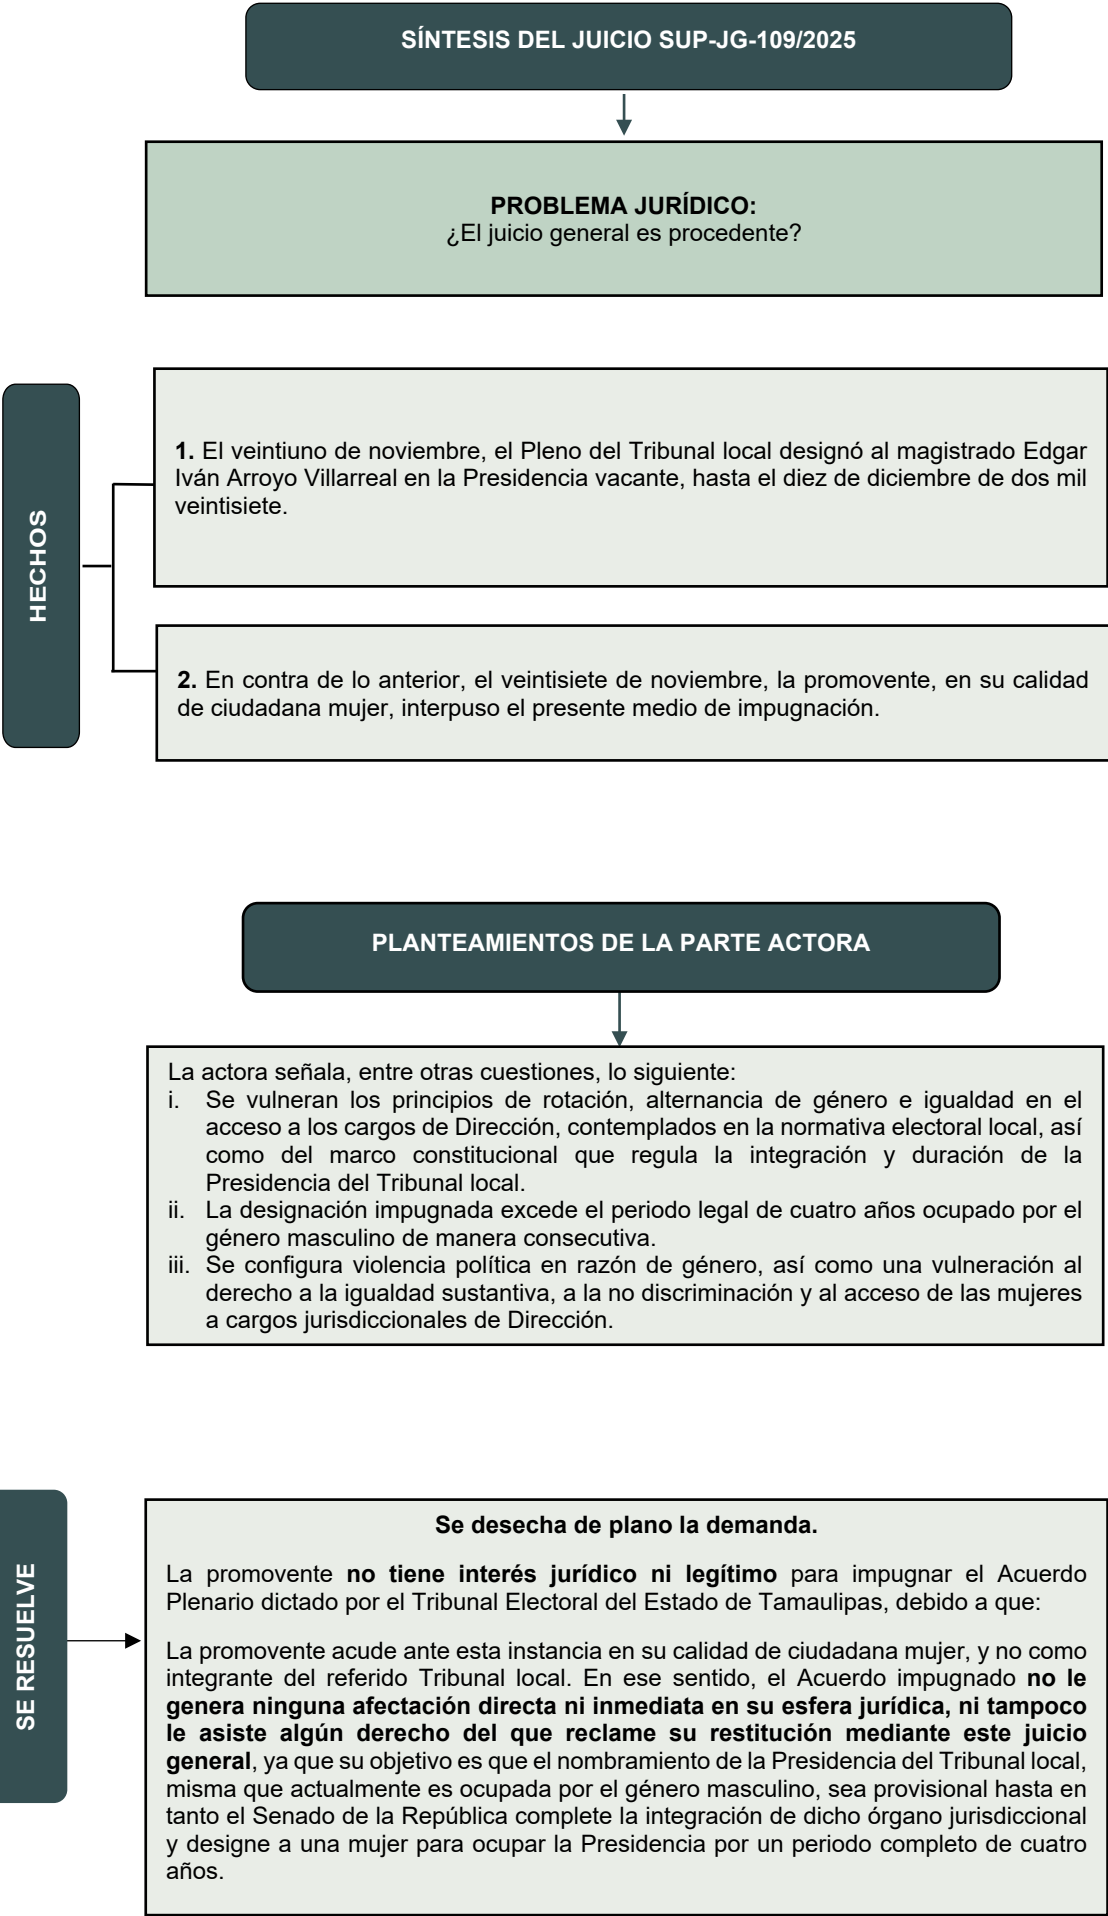 SÍNTESIS DEL JUICIO SUP-JG-109/2025
PROBLEMA JURÍDICO:
¿El juicio general es procedente?
HECHOS
1. El veintiuno de noviembre, el Pleno del Tribunal local designó al magistrado Edgar
Iván Arroyo Villarreal en la Presidencia vacante, hasta el diez de diciembre de dos mil
veintisiete.
2. En contra de lo anterior, el veintisiete de noviembre, la promovente, en su calidad
de ciudadana mujer, interpuso el presente medio de impugnación.
PLANTEAMIENTOS DE LA PARTE ACTORA
La actora señala, entre otras cuestiones, lo siguiente:
i. Se vulneran los principios de rotación, alternancia de género e igualdad en el
acceso a los cargos de Dirección, contemplados en la normativa electoral local, así
como del marco constitucional que regula la integración y duración de la
Presidencia del Tribunal local.
ii. La designación impugnada excede el periodo legal de cuatro años ocupado por el
género masculino de manera consecutiva.
iii. Se configura violencia política en razón de género, así como una vulneración al
derecho a la igualdad sustantiva, a la no discriminación y al acceso de las mujeres
a cargos jurisdiccionales de Dirección.
SE RESUELVE
Se desecha de plano la demanda.
La promovente no tiene interés jurídico ni legítimo para impugnar el Acuerdo
Plenario dictado por el Tribunal Electoral del Estado de Tamaulipas, debido a que:
La promovente acude ante esta instancia en su calidad de ciudadana mujer, y no como
integrante del referido Tribunal local. En ese sentido, el Acuerdo impugnado no le
genera ninguna afectación directa ni inmediata en su esfera jurídica, ni tampoco
le asiste algún derecho del que reclame su restitución mediante este juicio
general, ya que su objetivo es que el nombramiento de la Presidencia del Tribunal local,
misma que actualmente es ocupada por el género masculino, sea provisional hasta en
tanto el Senado de la República complete la integración de dicho órgano jurisdiccional
y designe a una mujer para ocupar la Presidencia por un periodo completo de cuatro
años.